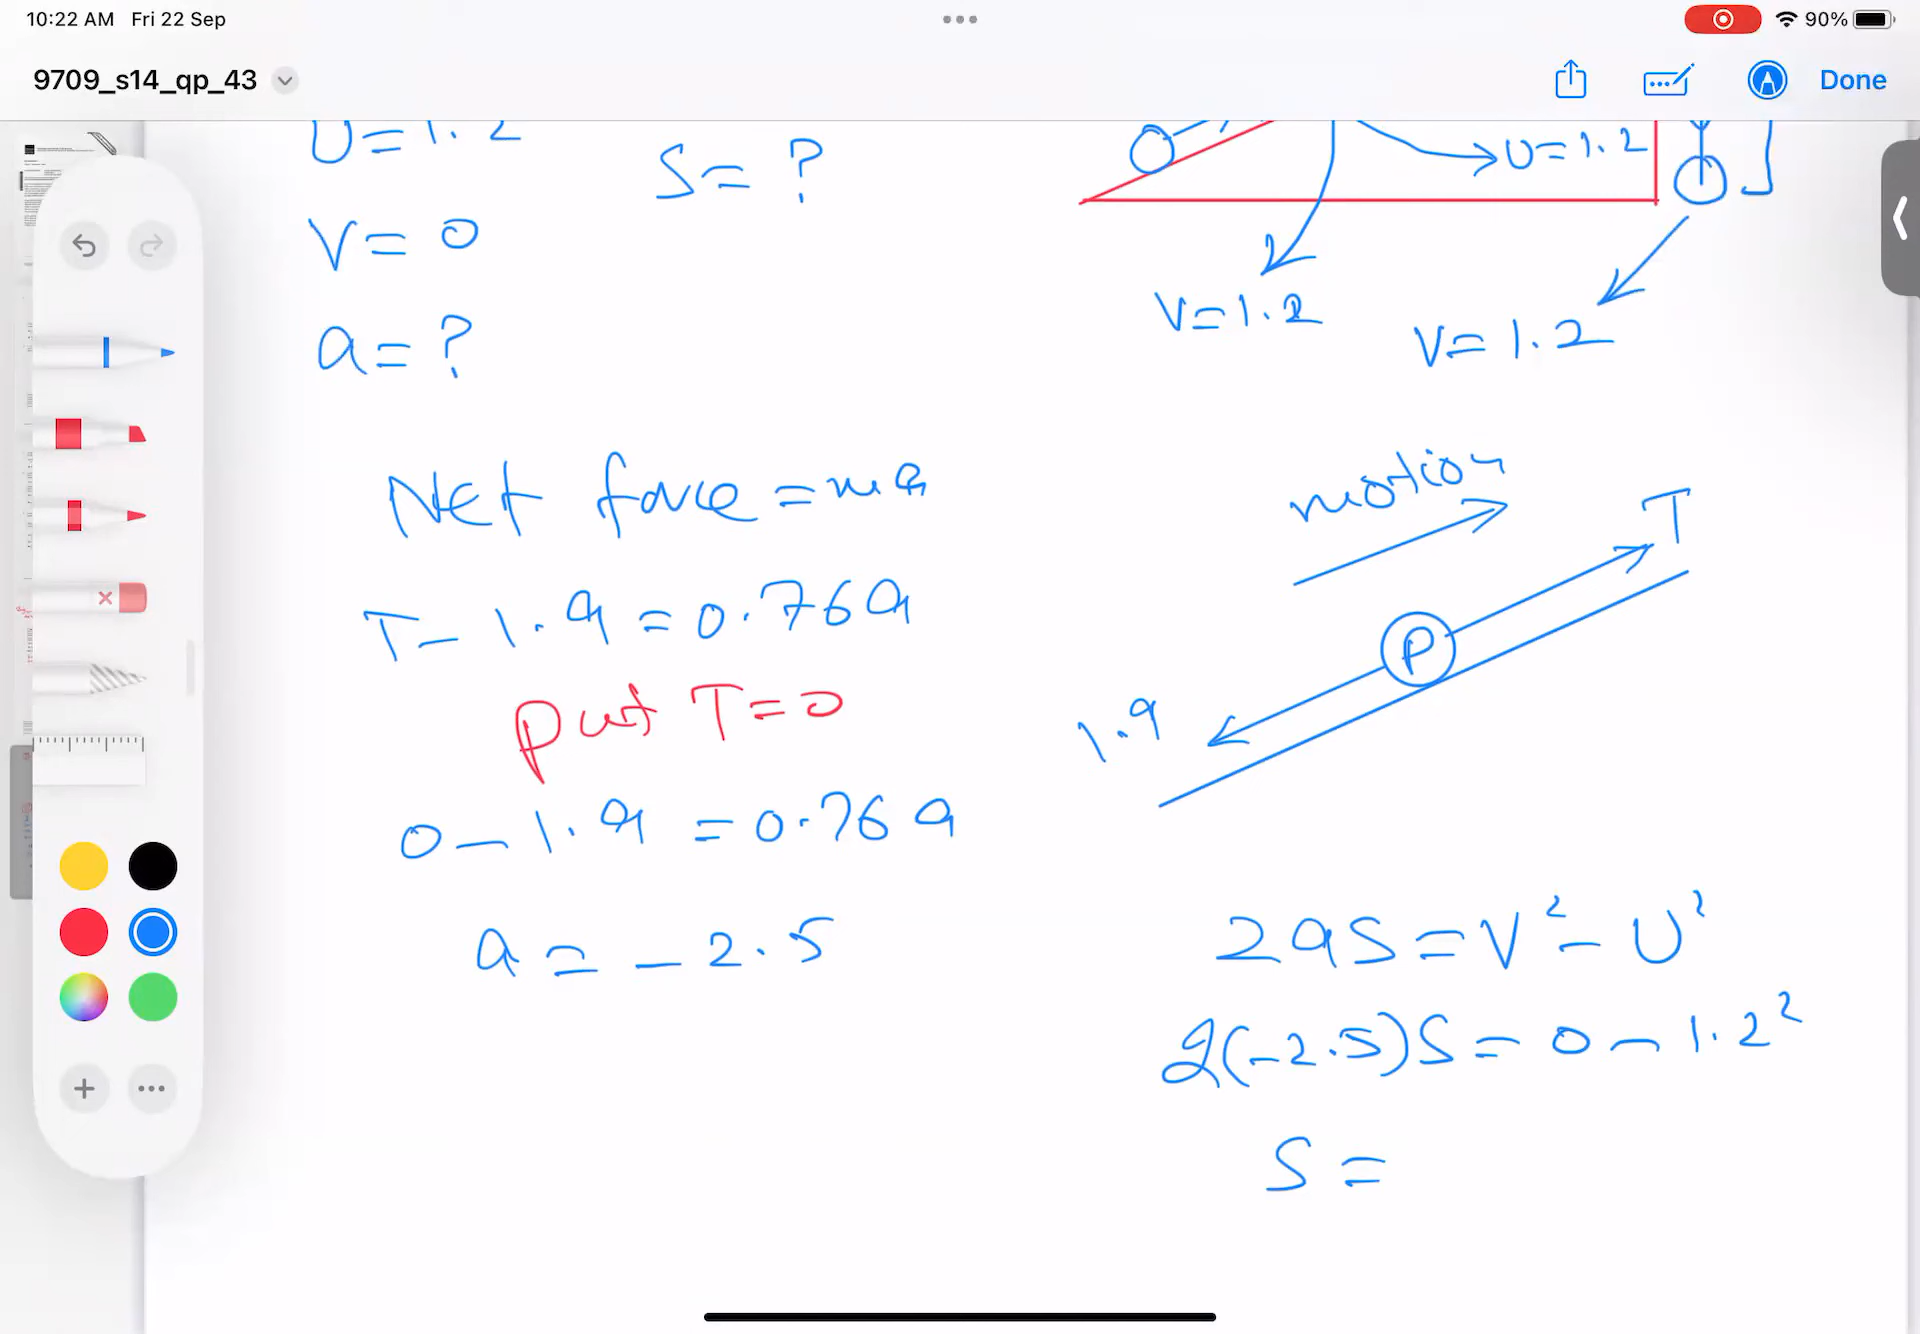 10:22 AM Fri 22 Sep
90%
9709_s14_qp_43
Done
U = 1.2
S = ?
V = 0
a = ?
U = 1.2
V = 1.2
V = 1.2
Net force = ma
T - 1.9 = 0.76a
put T = 0
0 - 1.9 = 0.76a
a = -2.5
motion
T
P
1.9
2as = V² - U²
2(-2.5)S = 0 - 1.2²
S =